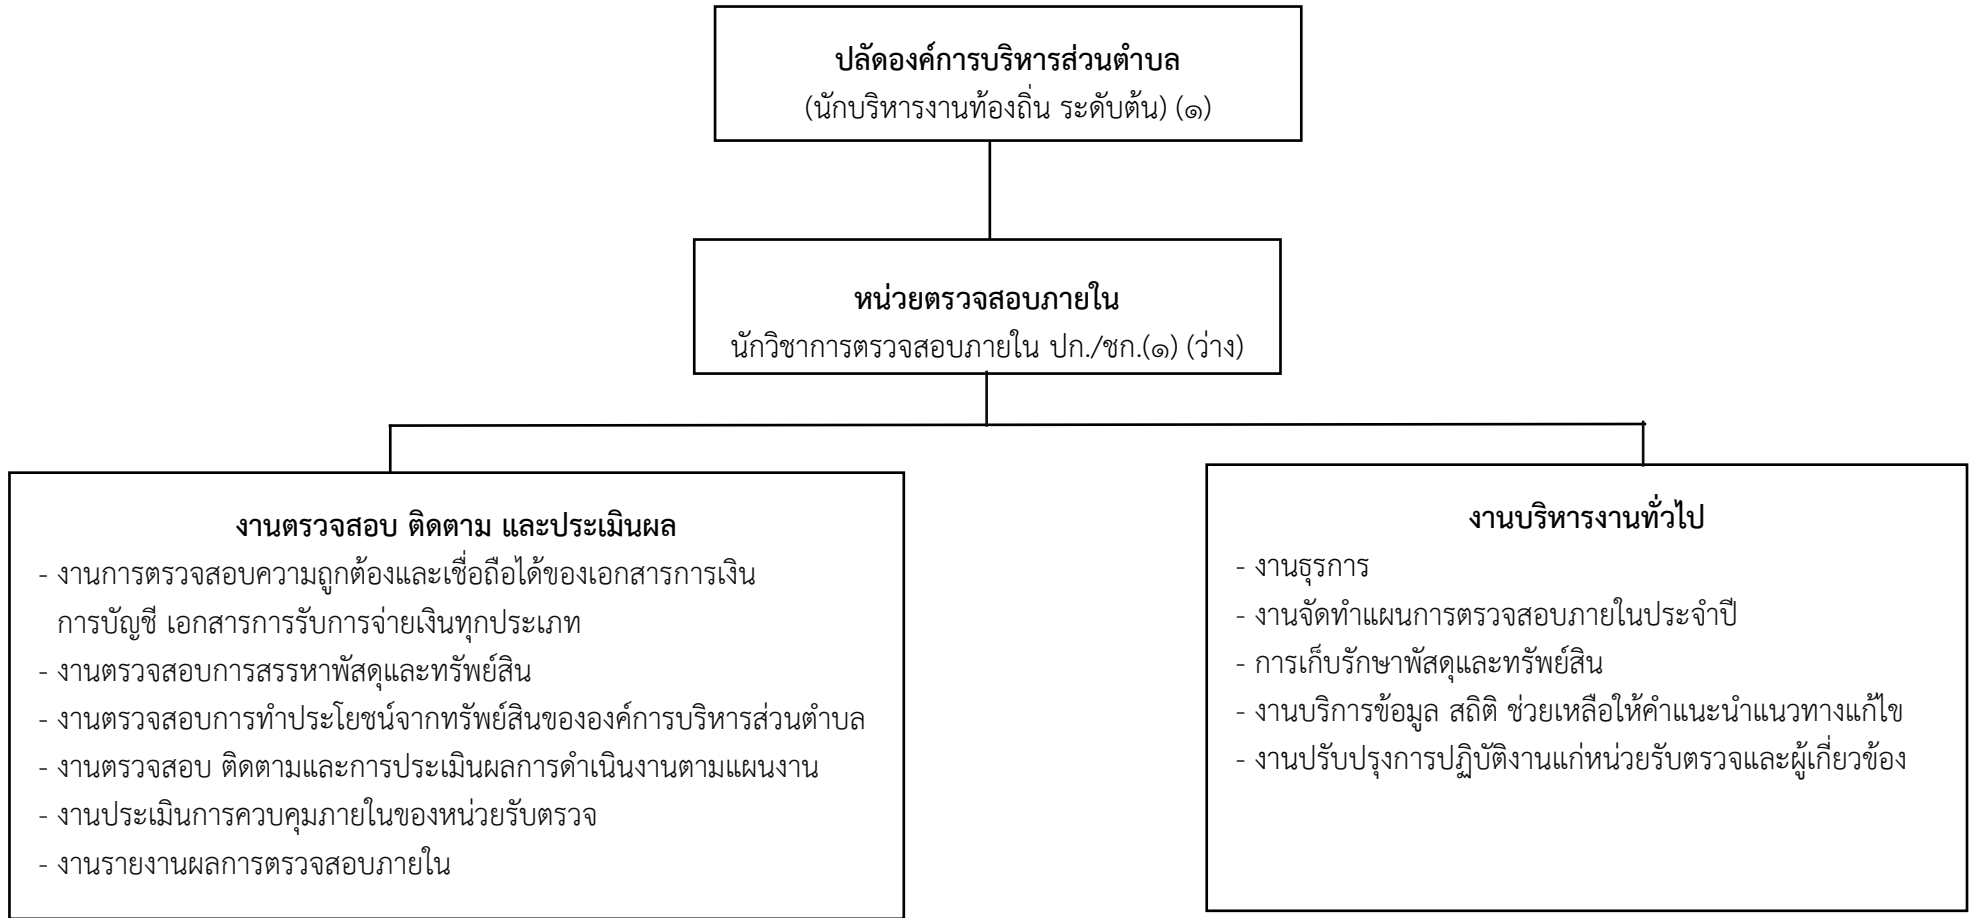 ปลัดองค์การบริหารส่วนตำบล
(นักบริหารงานท้องถิ่น ระดับต้น) (๑)
หน่วยตรวจสอบภายใน
นักวิชาการตรวจสอบภายใน ปก./ชก.(๑) (ว่าง)
งานตรวจสอบ ติดตาม และประเมินผล
- งานการตรวจสอบความถูกต้องและเชื่อถือได้ของเอกสารการเงิน
การบัญชี เอกสารการรับการจ่ายเงินทุกประเภท
- งานตรวจสอบการสรรหาพัสดุและทรัพย์สิน
- งานตรวจสอบการทำประโยชน์จากทรัพย์สินขององค์การบริหารส่วนตำบล
- งานตรวจสอบ ติดตามและการประเมินผลการดำเนินงานตามแผนงาน
- งานประเมินการควบคุมภายในของหน่วยรับตรวจ
- งานรายงานผลการตรวจสอบภายใน
งานบริหารงานทั่วไป
- งานธุรการ
- งานจัดทำแผนการตรวจสอบภายในประจำปี
- การเก็บรักษาพัสดุและทรัพย์สิน
- งานบริการข้อมูล สถิติ ช่วยเหลือให้คำแนะนำแนวทางแก้ไข
- งานปรับปรุงการปฏิบัติงานแก่หน่วยรับตรวจและผู้เกี่ยวข้อง